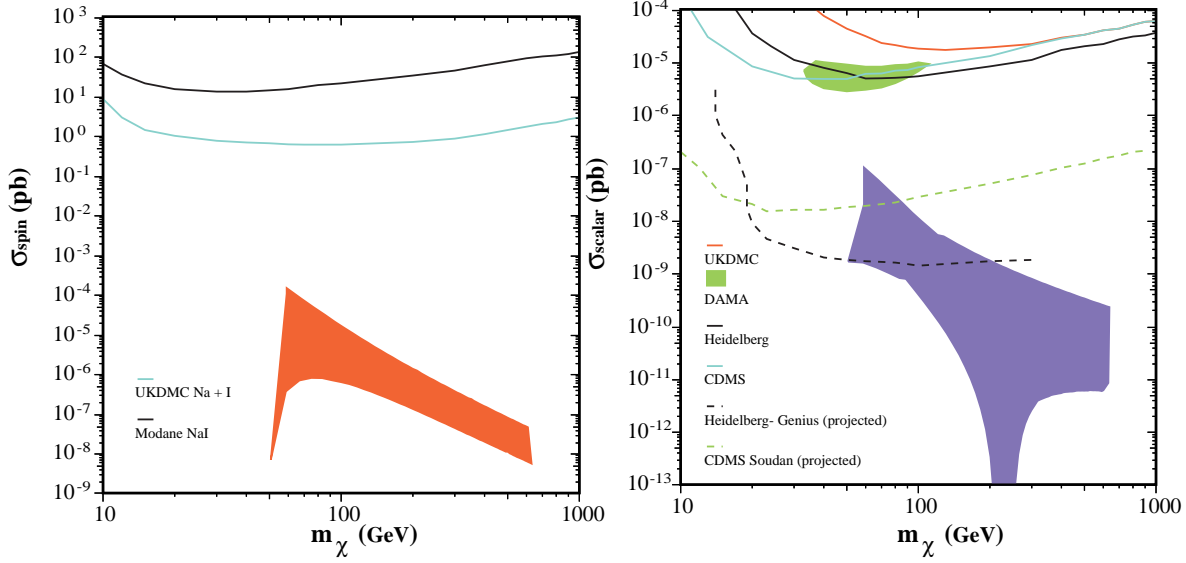 10^3
10^2
10^1
10^0
10^-1
10^-2
10^-3
10^-4
10^-5
10^-6
10^-7
10^-8
10^-9
σspin (pb)
UKDMC Na + I
Modane NaI
10 100 1000
m_χ (GeV)
10^-4
10^-5
10^-6
10^-7
10^-8
10^-9
10^-10
10^-11
10^-12
10^-13
σscalar (pb)
UKDMC
DAMA
Heidelberg
CDMS
Heidelberg- Genius (projected)
CDMS Soudan (projected)
10 100 1000
m_χ (GeV)